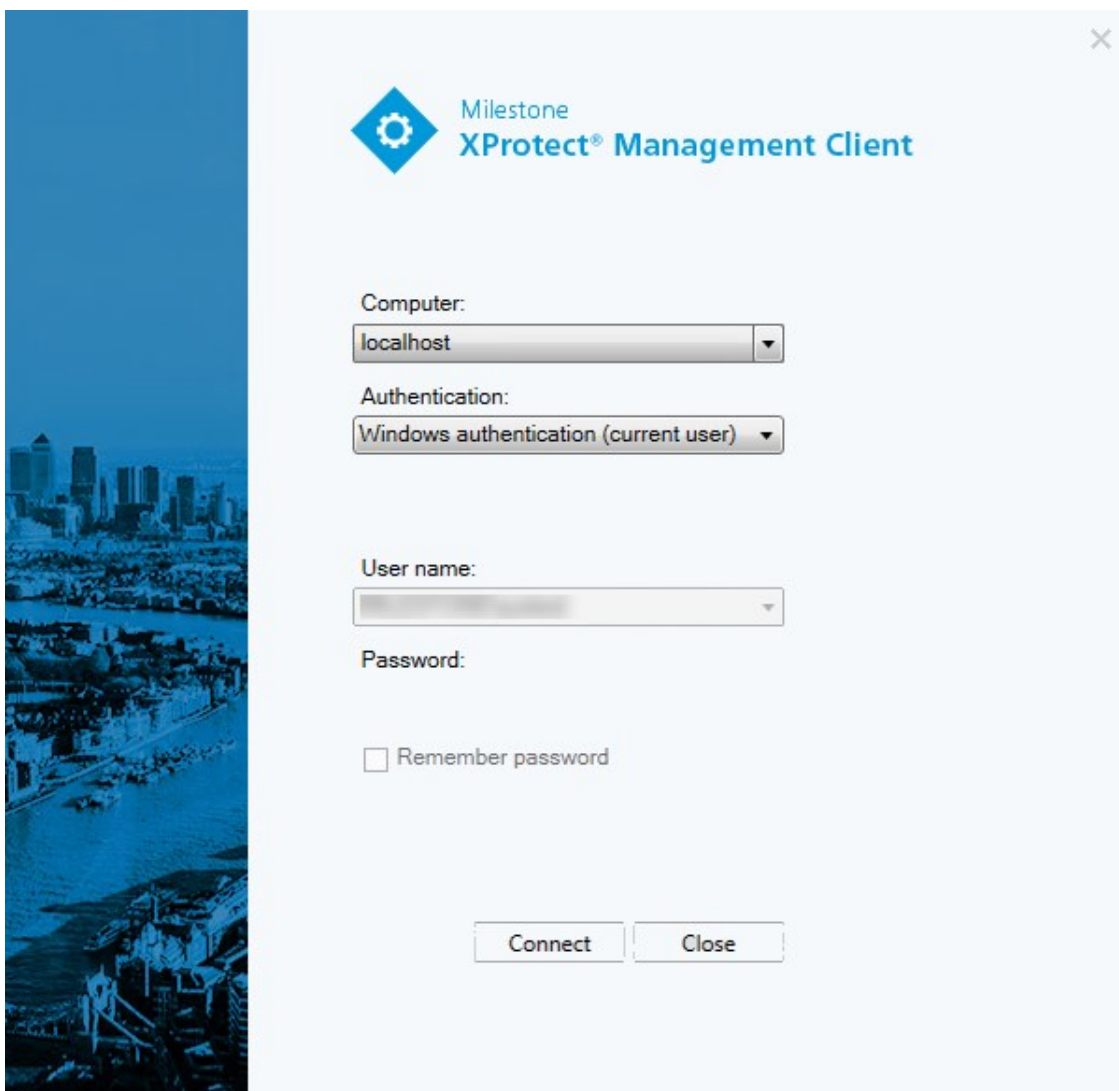 Milestone
XProtect® Management Client
Computer:
localhost
Authentication:
Windows authentication (current user)
User name:
Password:
Remember password
Connect
Close